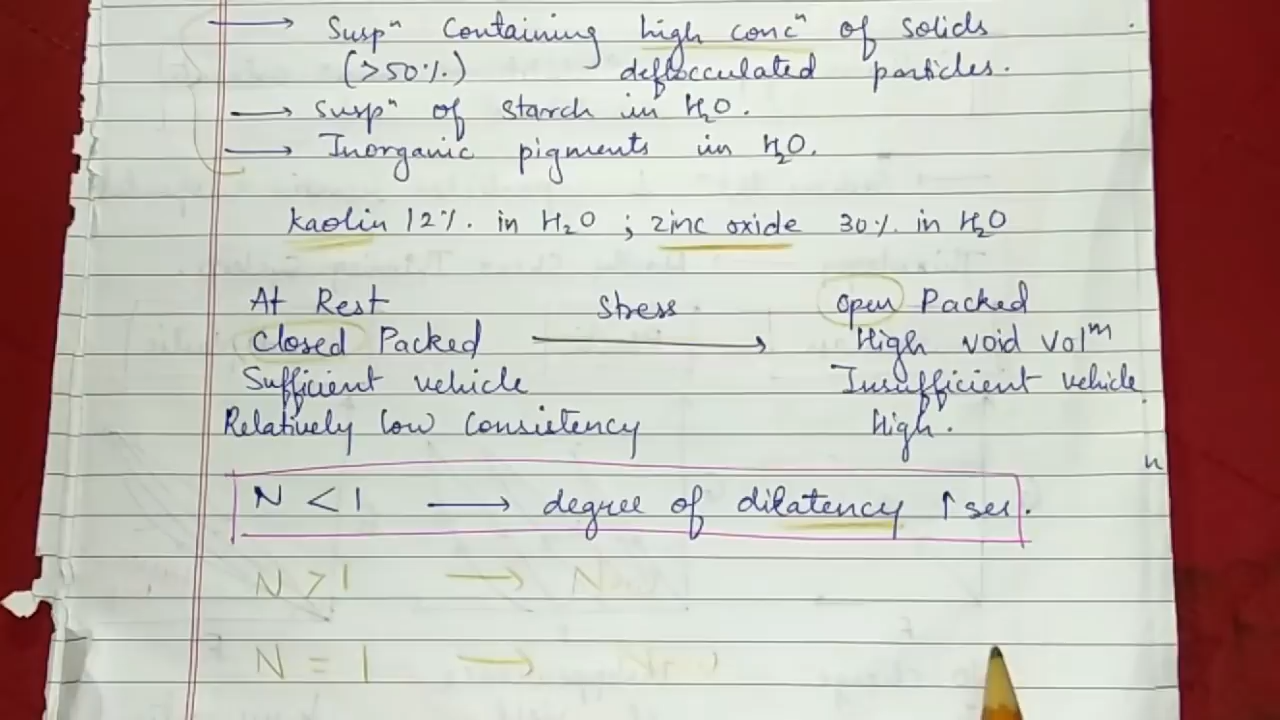 → Suspⁿ Containing high concⁿ of solids
(>50%) deflocculated particles.
→ Suspⁿ of starch in H₂O.
→ Inorganic pigments in H₂O.
Kaolin 12% in H₂O ; zinc oxide 30% in H₂O
At Rest Stress Open Packed
Closed Packed → High void volᵐ
Sufficient vehicle Insufficient vehicle
Relatively low consistency High.
N < 1 → degree of dilatency ↑ses.
N > 1 → N
N = 1 →